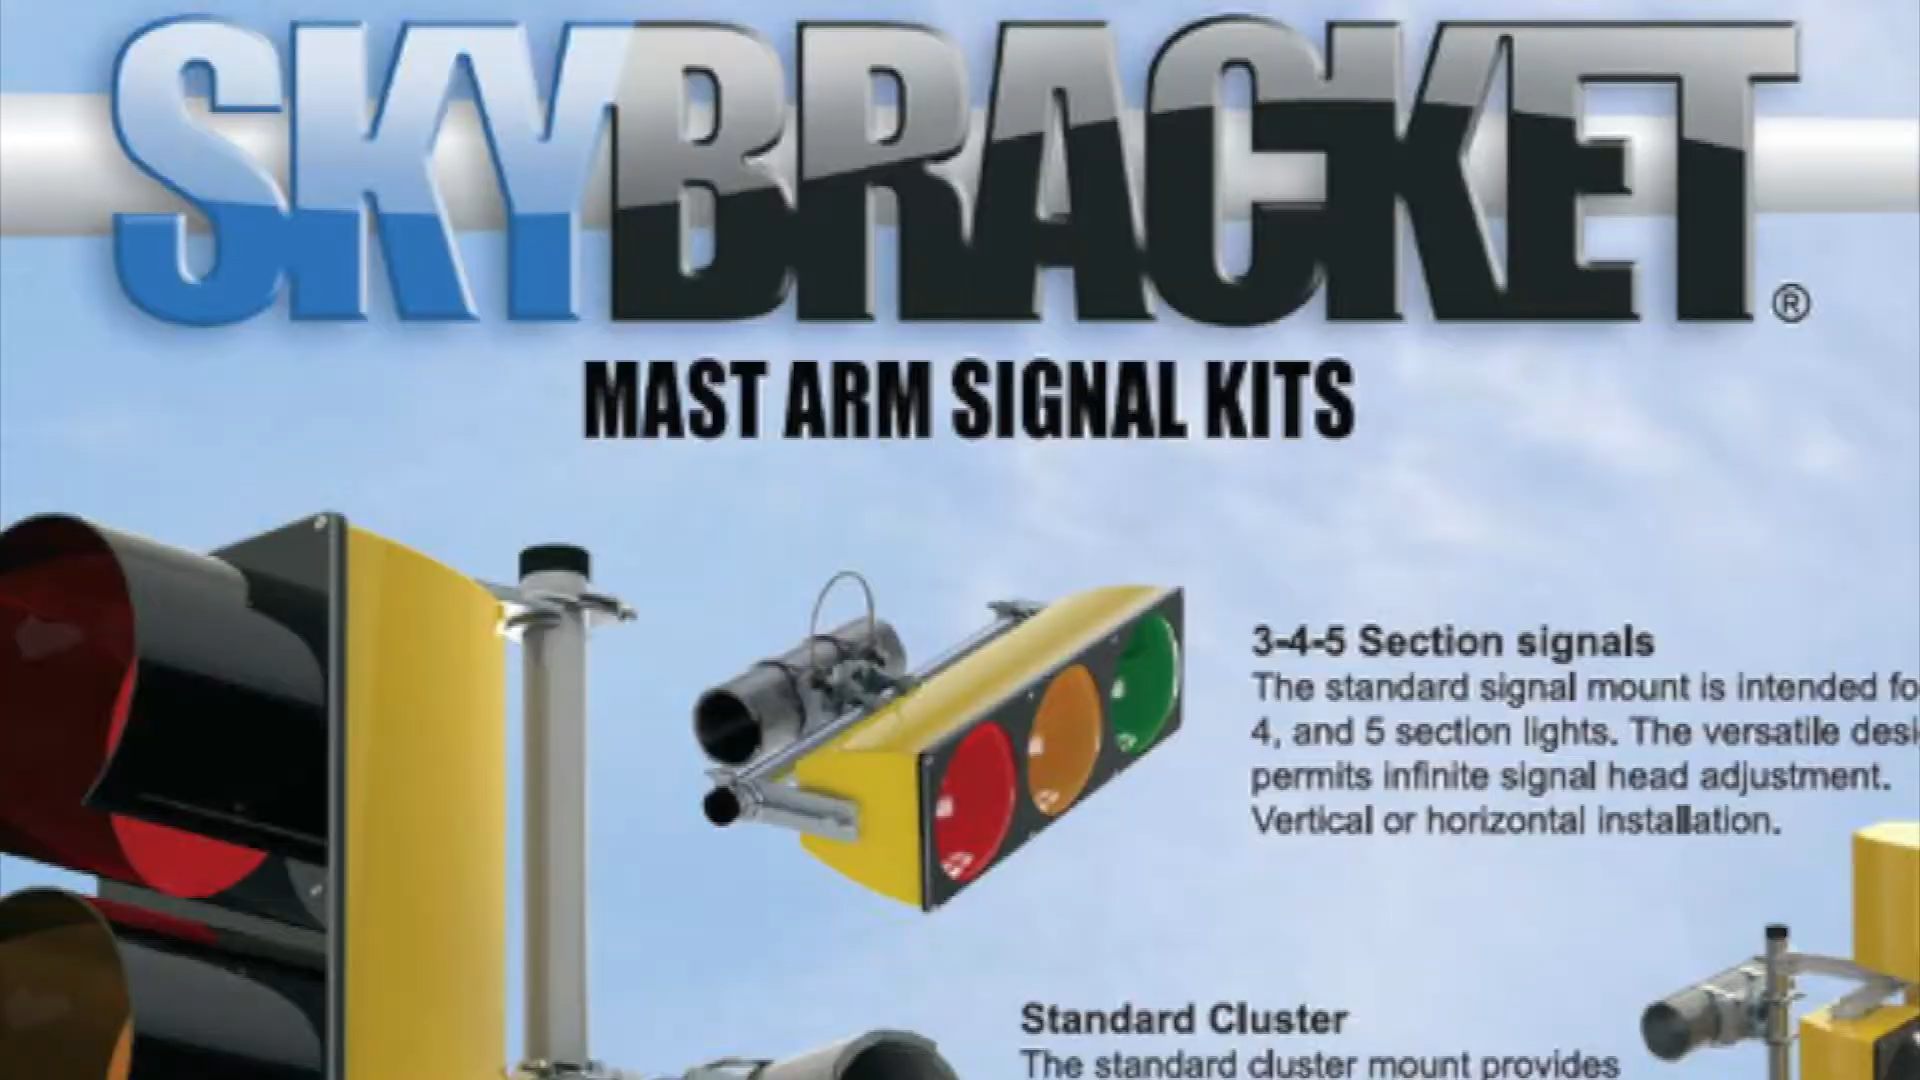 SKYBRACKET®
MAST ARM SIGNAL KITS
3-4-5 Section signals
The standard signal mount is intended
4, and 5 section lights. The versatile
permits infinite signal head adjustment.
Vertical or horizontal installation.
Standard Cluster
The standard cluster mount provides